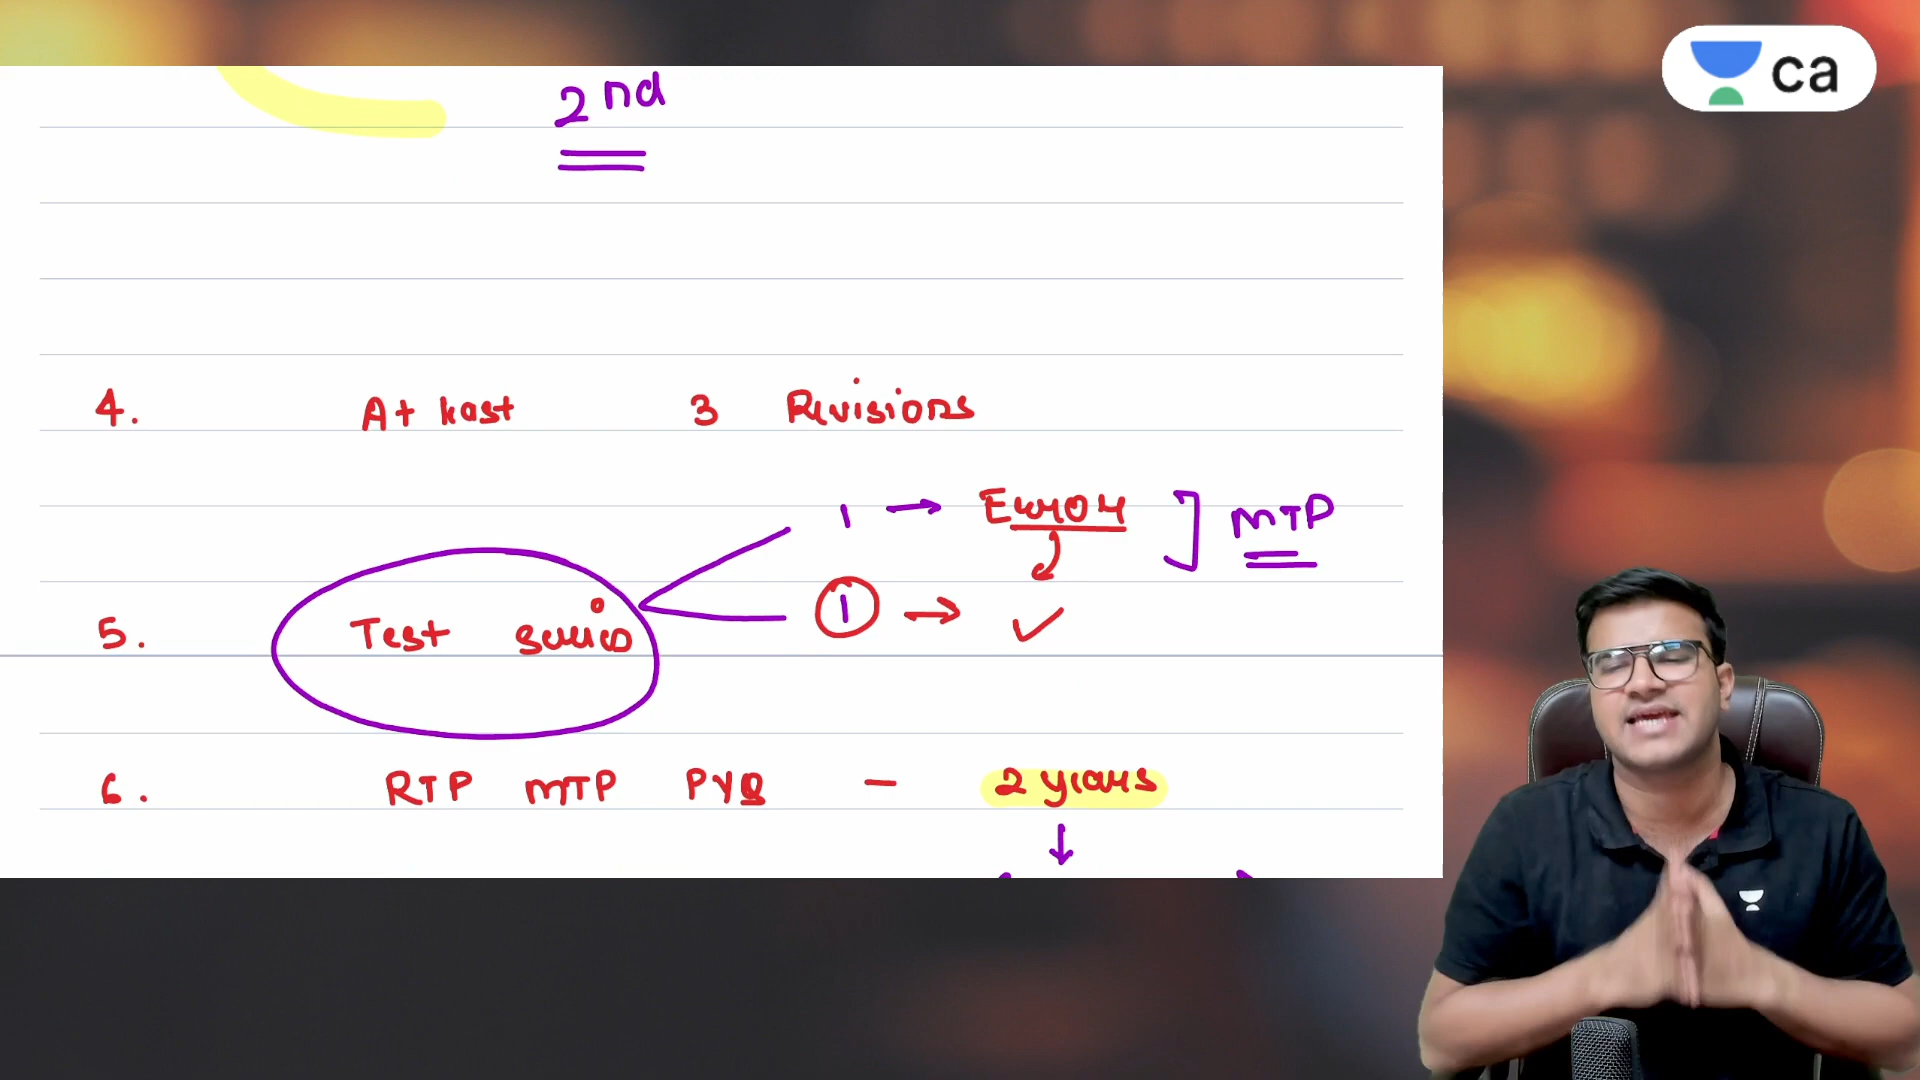 ca
2nd
4. At least 3 Revisions
1 → Error ] MTP
5. Test series 1 → ✓
6. RTP MTP PYQ - 2 years
↓